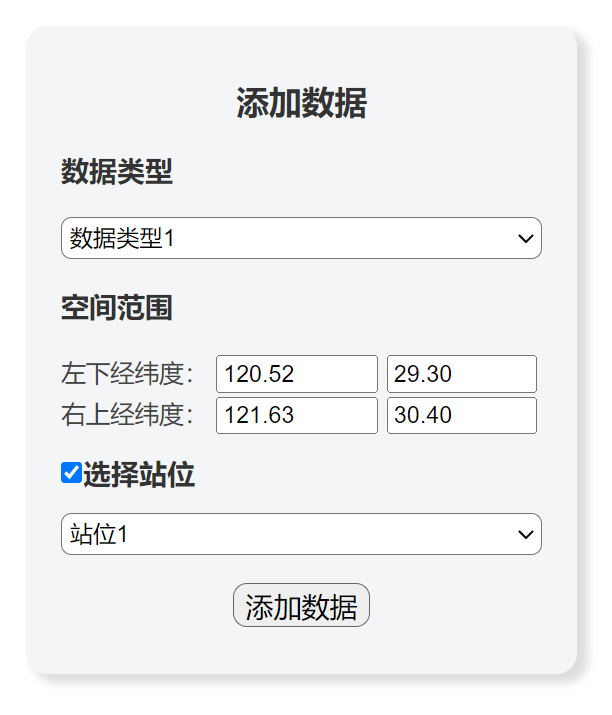 添加数据
数据类型
数据类型1
空间范围
左下经纬度： 120.52 29.30
右上经纬度： 121.63 30.40
选择站位
站位1
添加数据